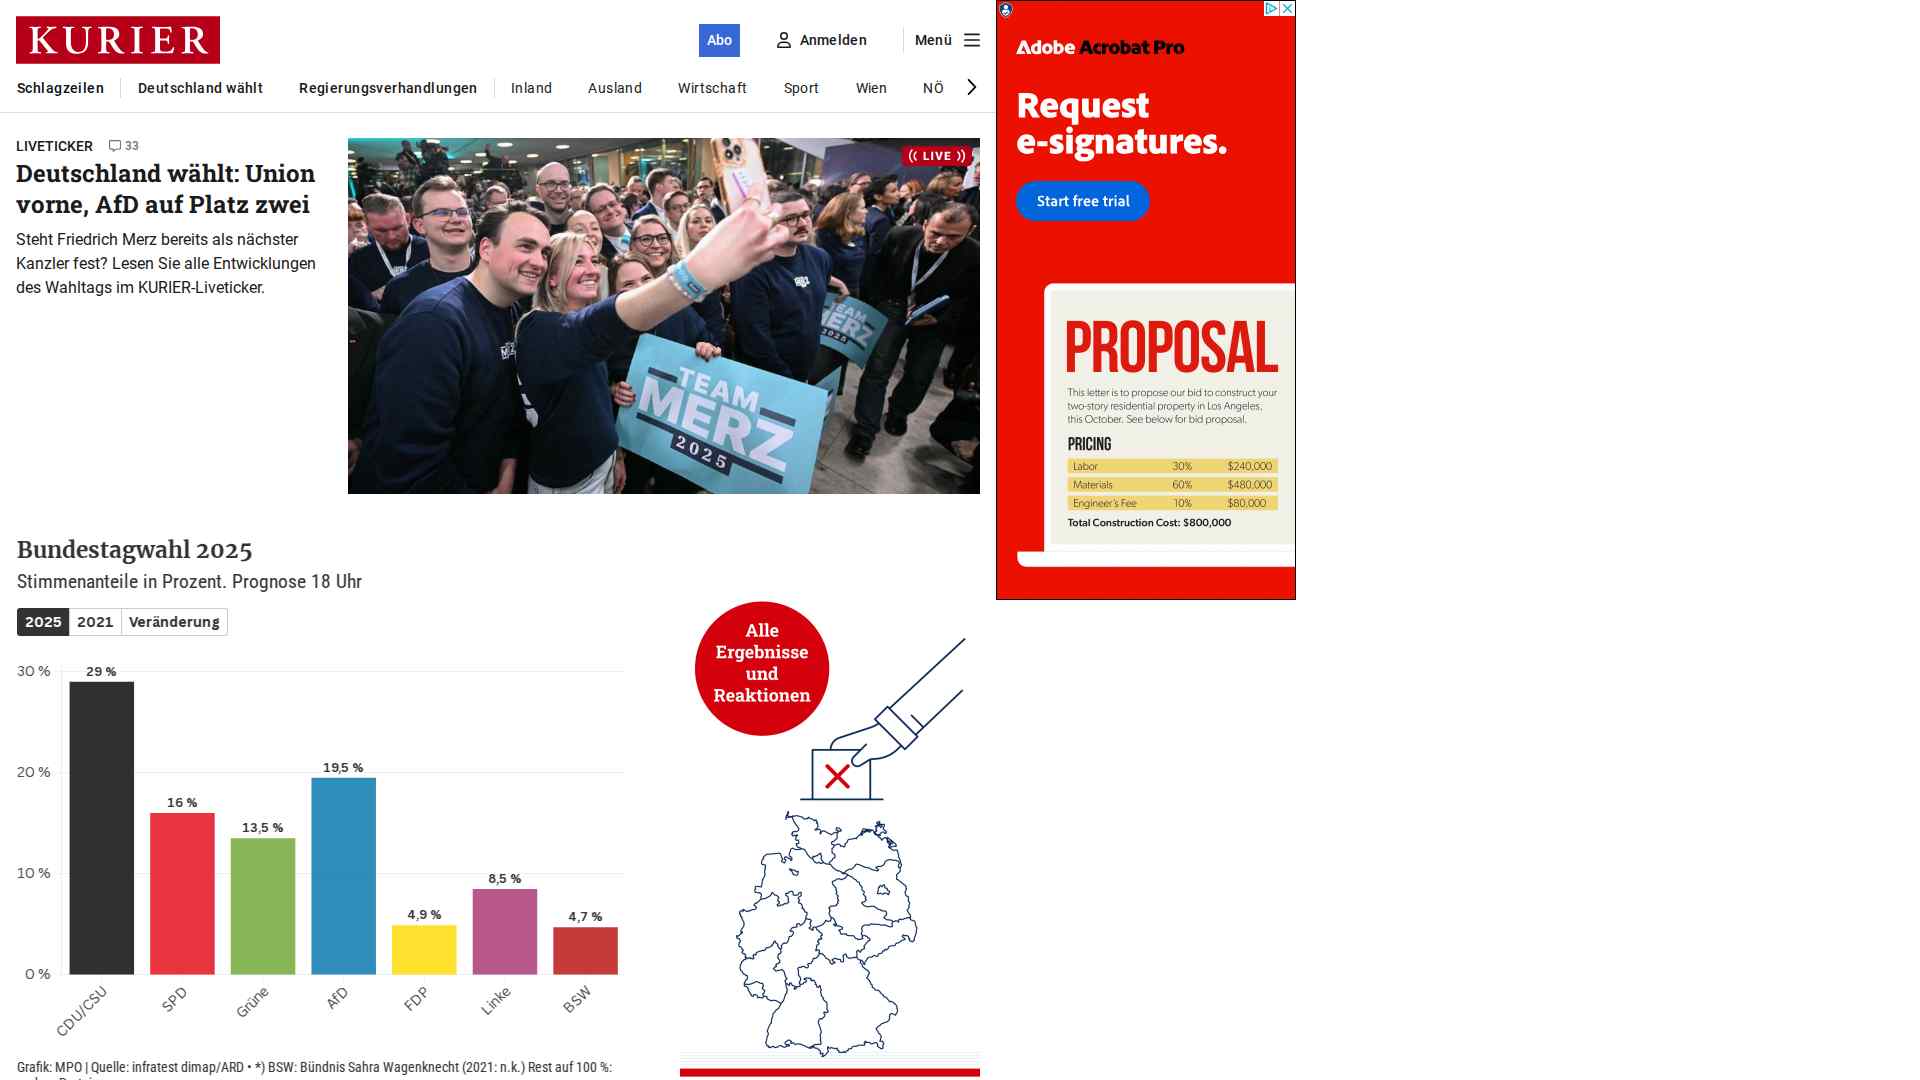 KURIER
Abo
Anmelden
Menü
Schlagzeilen
Deutschland wählt
Regierungsverhandlungen
Inland
Ausland
Wirtschaft
Sport
Wien
NÖ
LIVETICKER
33
Deutschland wählt: Union
vorne, AfD auf Platz zwei
Steht Friedrich Merz bereits als nächster
Kanzler fest? Lesen Sie alle Entwicklungen
des Wahltags im KURIER-Liveticker.
LIVE
TEAM
MERZ
2025
TEAM
MERZ
2025
Bundestagwahl 2025
Stimmenanteile in Prozent. Prognose 18 Uhr
2025
2021
Veränderung
30 %
20 %
10 %
0 %
29 %
16 %
13,5 %
19,5 %
4,9 %
8,5 %
4,7 %
CDU/CSU
SPD
Grüne
AfD
FDP
Linke
BSW
Grafik: MPO | Quelle: infratest dimap/ARD • *) BSW: Bündnis Sahra Wagenknecht (2021: n.k.) Rest auf 100 %:
Alle
Ergebnisse
und
Reaktionen
Adobe Acrobat Pro
Request
e-signatures.
Start free trial
PROPOSAL
This letter is to propose our bid to construct your
two-story residential property in Los Angeles,
this October. See below for bid proposal.
PRICING
Labor 30% $240,000
Materials 60% $480,000
Engineer's Fee 10% $80,000
Total Construction Cost: $800,000